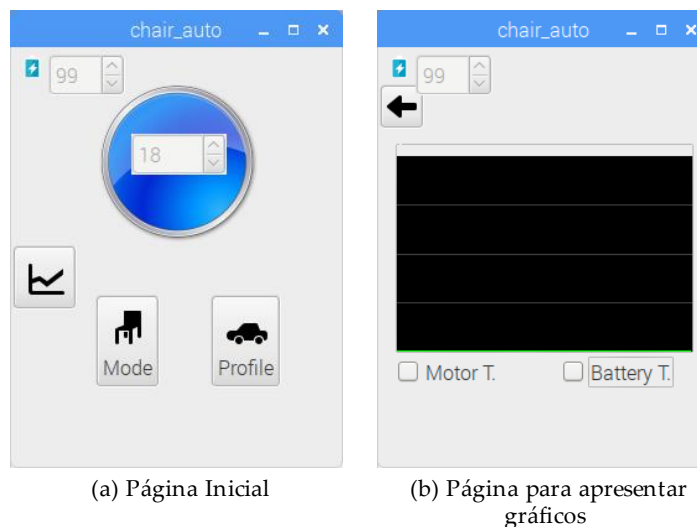 chair_auto
99
18
Mode
Profile
(a) Página Inicial
chair_auto
99
Motor T.
Battery T.
(b) Página para apresentar
gráficos